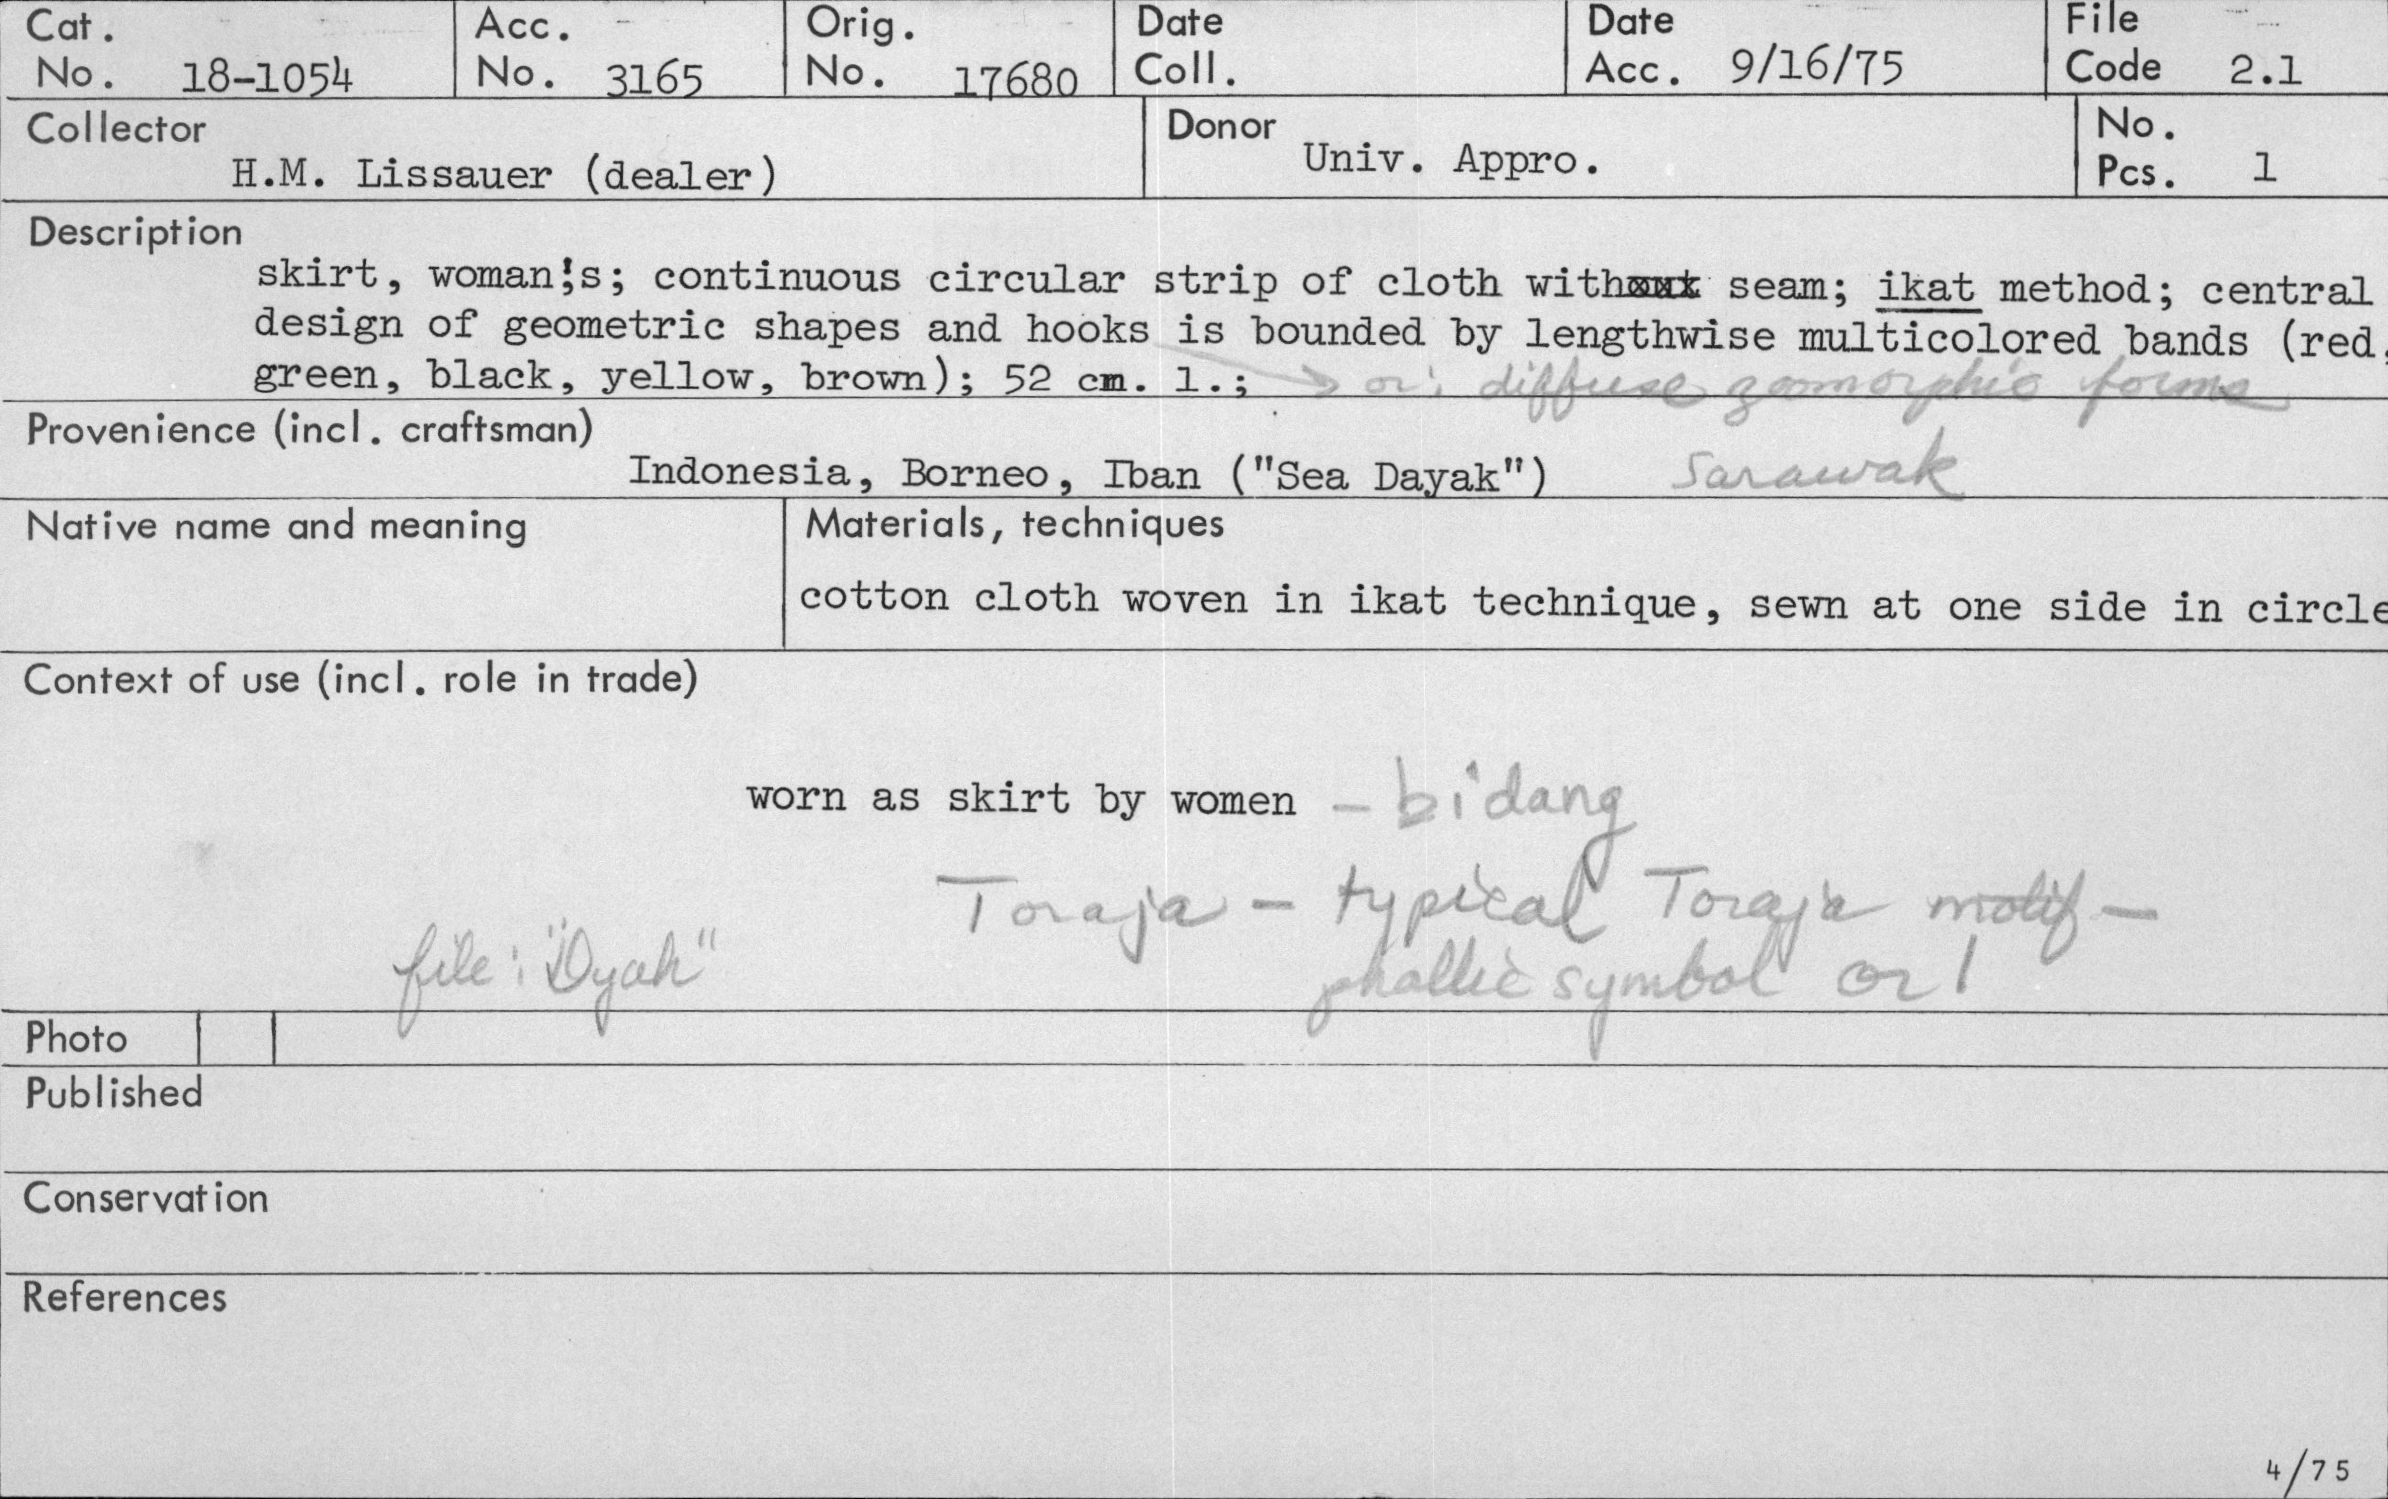 Cat. No. 18-1054
Acc. No. 3165
Orig. No. 17680
Date Coll.
Date Acc. 9/16/75
File Code 2.1
Collector
H.M. Lissauer (dealer)
Donor
Univ. Appro.
No. Pcs. 1
Description
skirt, woman's; continuous circular strip of cloth with seam; ikat method; central
design of geometric shapes and hooks is bounded by lengthwise multicolored bands (red,
green, black, yellow, brown); 52 cm. l.; → or: diffuse zoomorphic forms
Provenience (incl. craftsman)
Indonesia, Borneo, Iban ("Sea Dayak") Sarawak
Native name and meaning
Materials, techniques
cotton cloth woven in ikat technique, sewn at one side in circle
Context of use (incl. role in trade)
worn as skirt by women - bidang
Toraja - typical Toraja motif -
file: "Dyak"
phallic symbol or
Photo
Published
Conservation
References
4/75